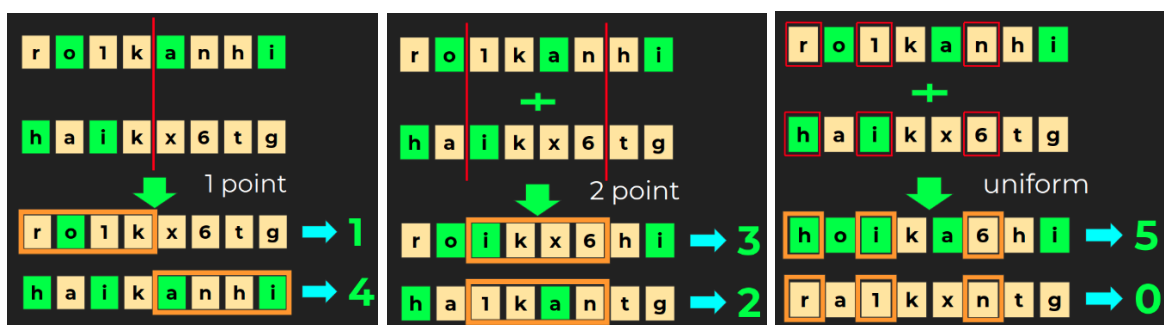 r o 1 k a n h i
h a i k x 6 t g
1 point
r o 1 k x 6 t g 1
h a i k a n h i 4
r o 1 k a n h i
+
h a i k x 6 t g
2 point
r o i k x 6 h i 3
h a 1 k a n t g 2
r o 1 k a n h i
+
h a i k x 6 t g
uniform
h o i k a 6 h i 5
r a 1 k x n t g 0